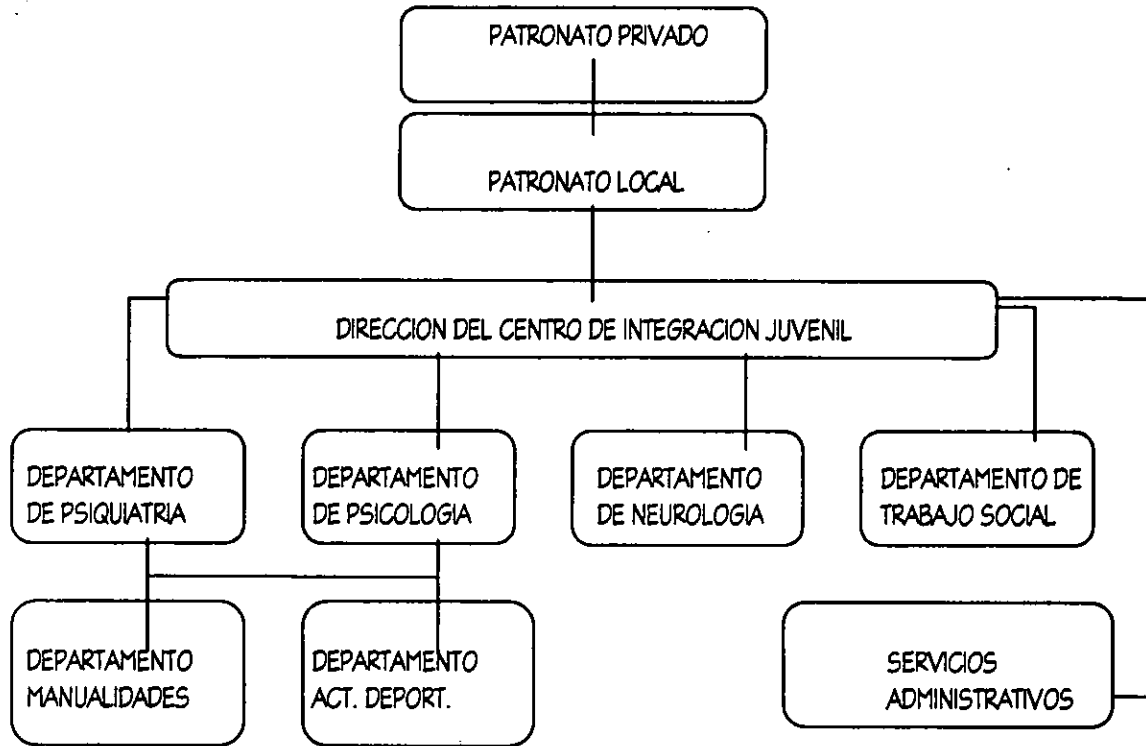 PATRONATO PRIVADO
PATRONATO LOCAL
DIRECCION DEL CENTRO DE INTEGRACION JUVENIL
DEPARTAMENTO
DE PSIQUIATRIA
DEPARTAMENTO
DE PSICOLOGIA
DEPARTAMENTO
DE NEUROLOGIA
DEPARTAMENTO DE
TRABAJO SOCIAL
DEPARTAMENTO
MANUALIDADES
DEPARTAMENTO
ACT. DEPORT.
SERVICIOS
ADMINISTRATIVOS